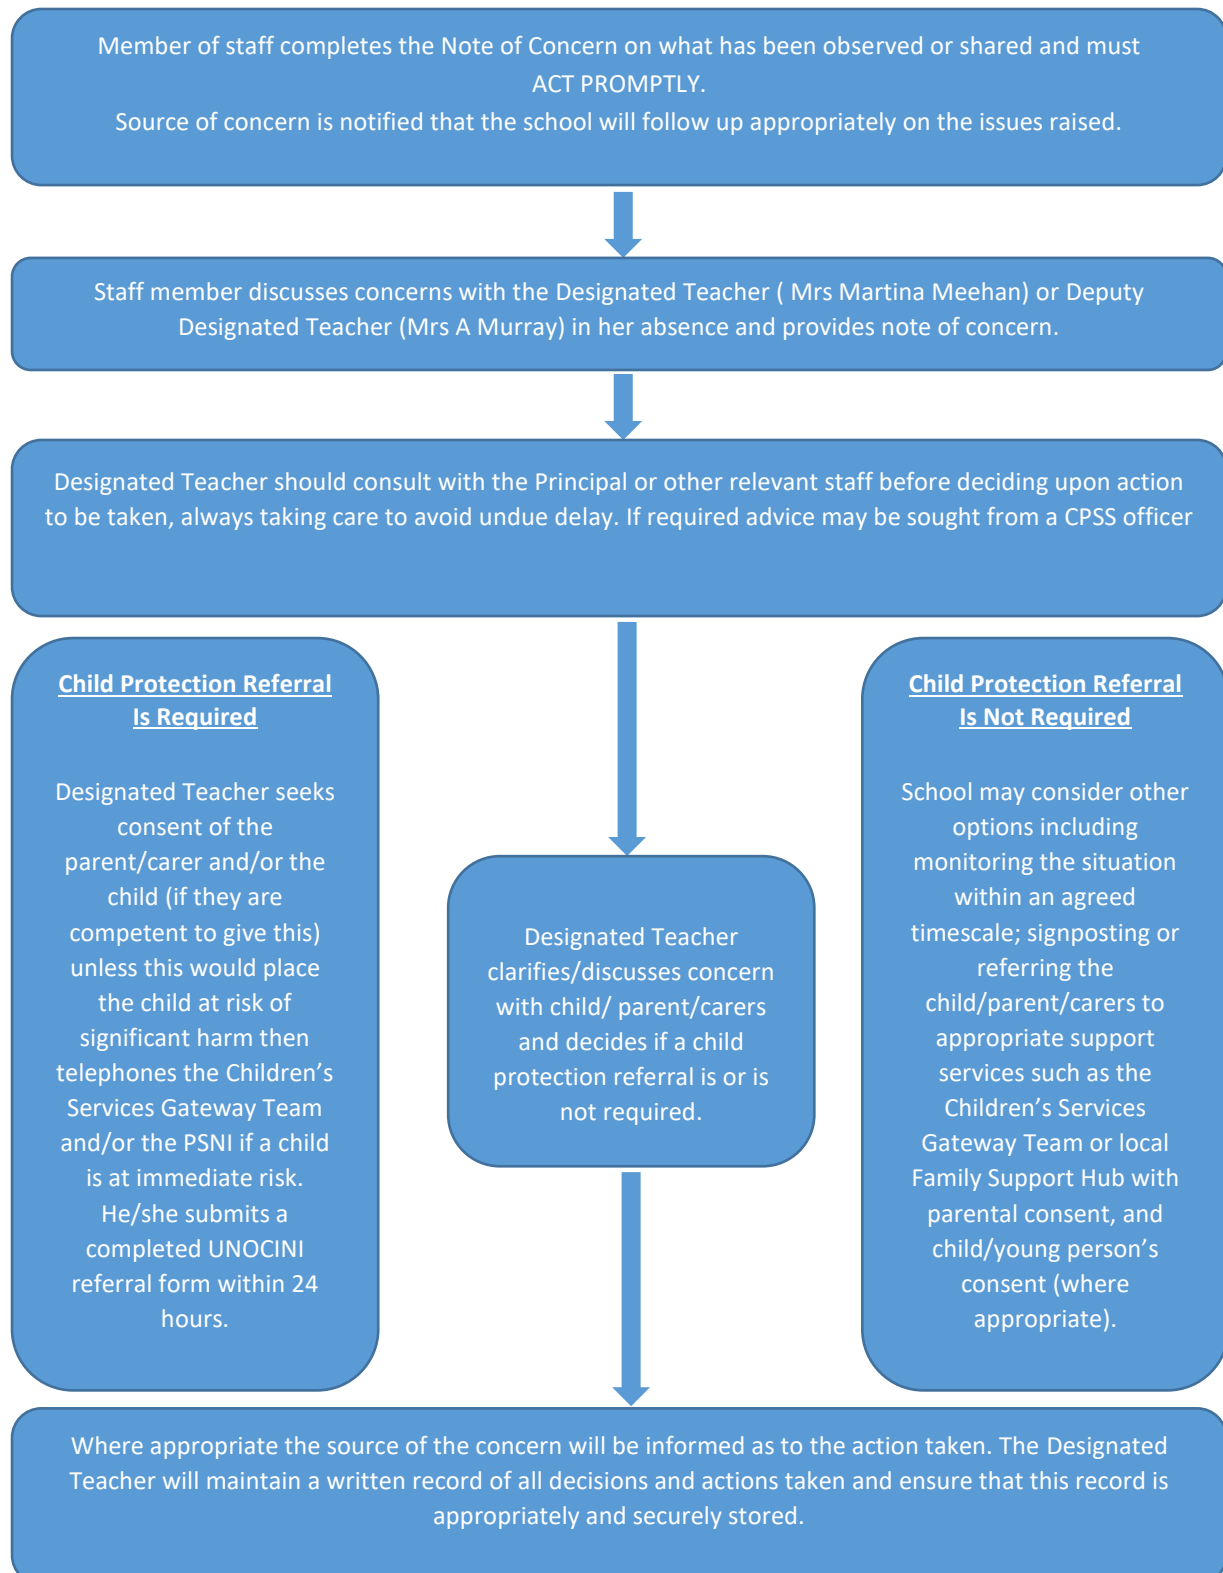 Member of staff completes the Note of Concern on what has been observed or shared and must
ACT PROMPTLY.
Source of concern is notified that the school will follow up appropriately on the issues raised.
Staff member discusses concerns with the Designated Teacher ( Mrs Martina Meehan) or Deputy
Designated Teacher (Mrs A Murray) in her absence and provides note of concern.
Designated Teacher should consult with the Principal or other relevant staff before deciding upon action
to be taken, always taking care to avoid undue delay. If required advice may be sought from a CPSS officer
Child Protection Referral
Is Required
Designated Teacher seeks
consent of the
parent/carer and/or the
child (if they are
competent to give this)
unless this would place
the child at risk of
significant harm then
telephones the Children’s
Services Gateway Team
and/or the PSNI if a child
is at immediate risk.
He/she submits a
completed UNOCINI
referral form within 24
hours.
Designated Teacher
clarifies/discusses concern
with child/ parent/carers
and decides if a child
protection referral is or is
not required.
Child Protection Referral
Is Not Required
School may consider other
options including
monitoring the situation
within an agreed
timescale; signposting or
referring the
child/parent/carers to
appropriate support
services such as the
Children’s Services
Gateway Team or local
Family Support Hub with
parental consent, and
child/young person’s
consent (where
appropriate).
Where appropriate the source of the concern will be informed as to the action taken. The Designated
Teacher will maintain a written record of all decisions and actions taken and ensure that this record is
appropriately and securely stored.